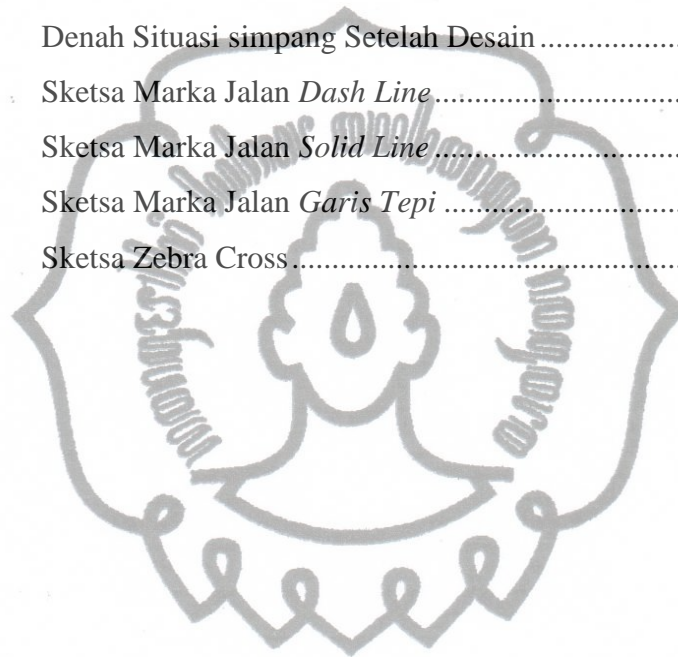 Denah Situasi simpang Setelah Desain .................
Sketsa Marka Jalan Dash Line ..............................
Sketsa Marka Jalan Solid Line ..............................
Sketsa Marka Jalan Garis Tepi .............................
Sketsa Zebra Cross ................................................